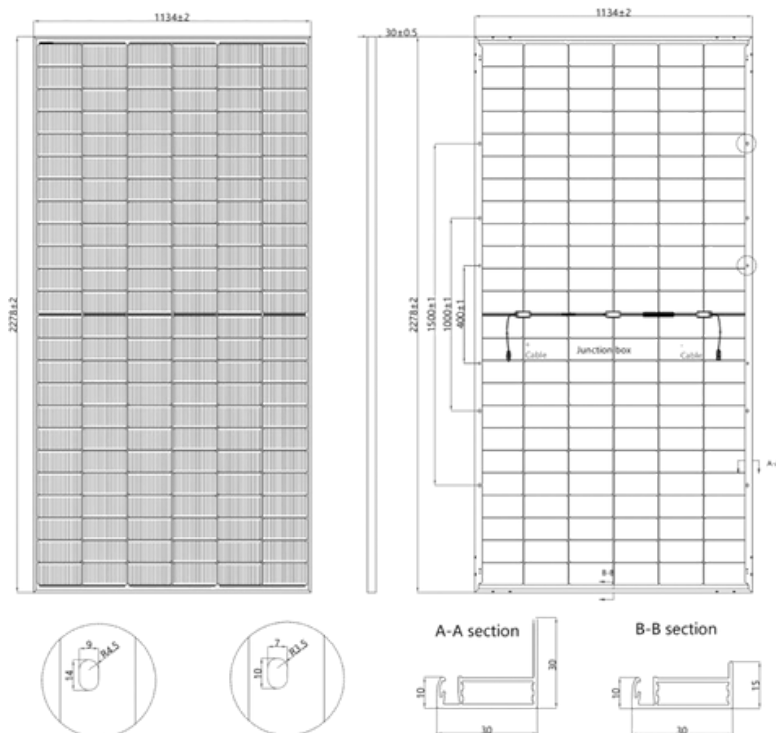 1134±2
1134±2
30±0.5
2278±2
2278±2
1500±1
1000±1
400±1
+
Cable
Junction box
-
Cable
A-
B-B
A-A section
B-B section
9
R4.5
14
7
R3.5
10
10
30
30
10
15
30